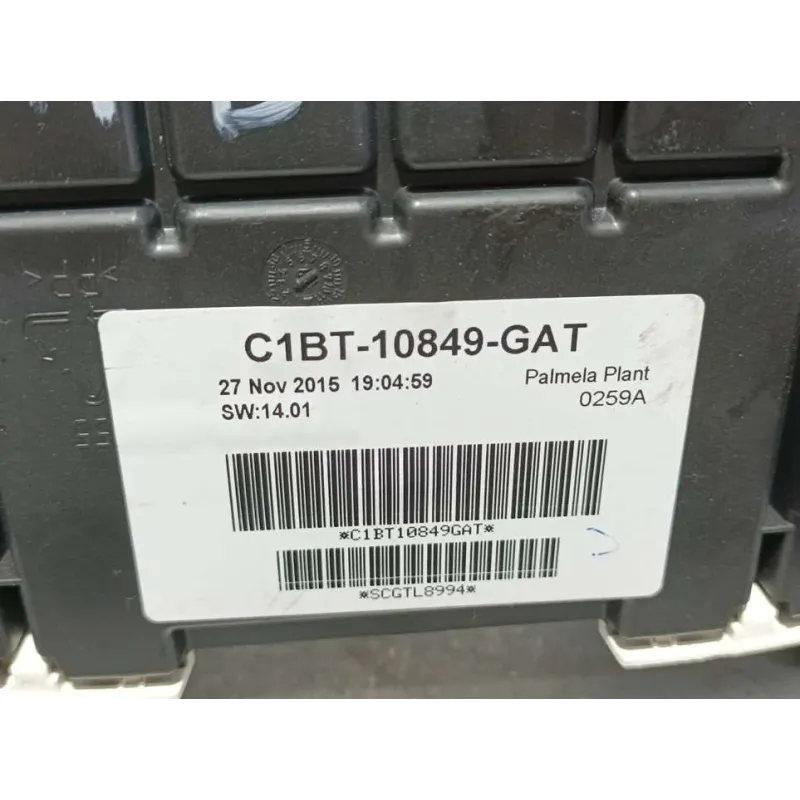 C1BT-10849-GAT
27 Nov 2015 19:04:59 Palmela Plant
SW:14.01 0259A
*C1BT10849GAT*
*SCGTL8994*